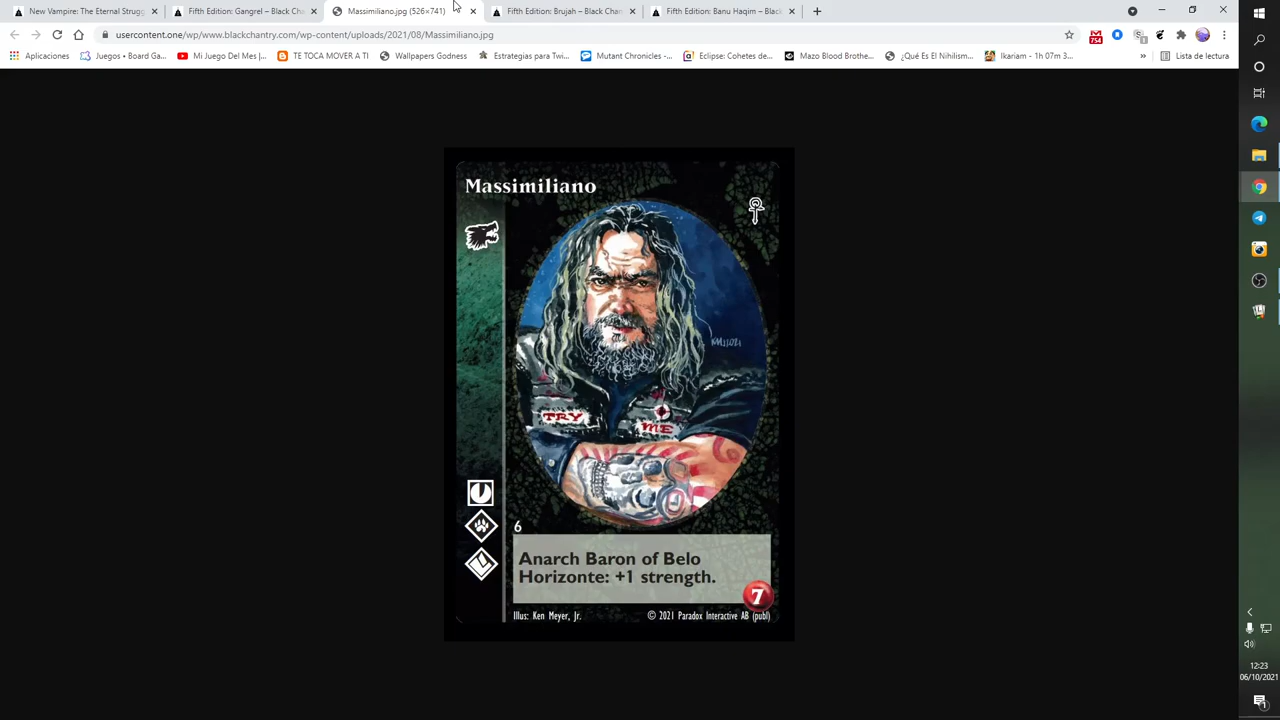 New Vampire: The Eternal Strugg
Fifth Edition: Gangrel – Black Cha
Massimiliano.jpg (526×741)
Fifth Edition: Brujah – Black Chan
Fifth Edition: Banu Haqim – Black
usercontent.one/wp/www.blackchantry.com/wp-content/uploads/2021/08/Massimiliano.jpg
754
Aplicaciones
Juegos • Board Ga...
Mi Juego Del Mes |...
TE TOCA MOVER A TI
Wallpapers Godness
Estrategias para Twi...
Mutant Chronicles -...
Eclipse: Cohetes de...
Mazo Blood Brothe...
¿Qué Es El Nihilism...
Ikariam - 1h 07m 3...
»
Lista de lectura
Massimiliano
TRY
ME
6
Anarch Baron of Belo
Horizonte: +1 strength.
7
Illus: Ken Meyer, Jr.
© 2021 Paradox Interactive AB (publ)
12:23
06/10/2021